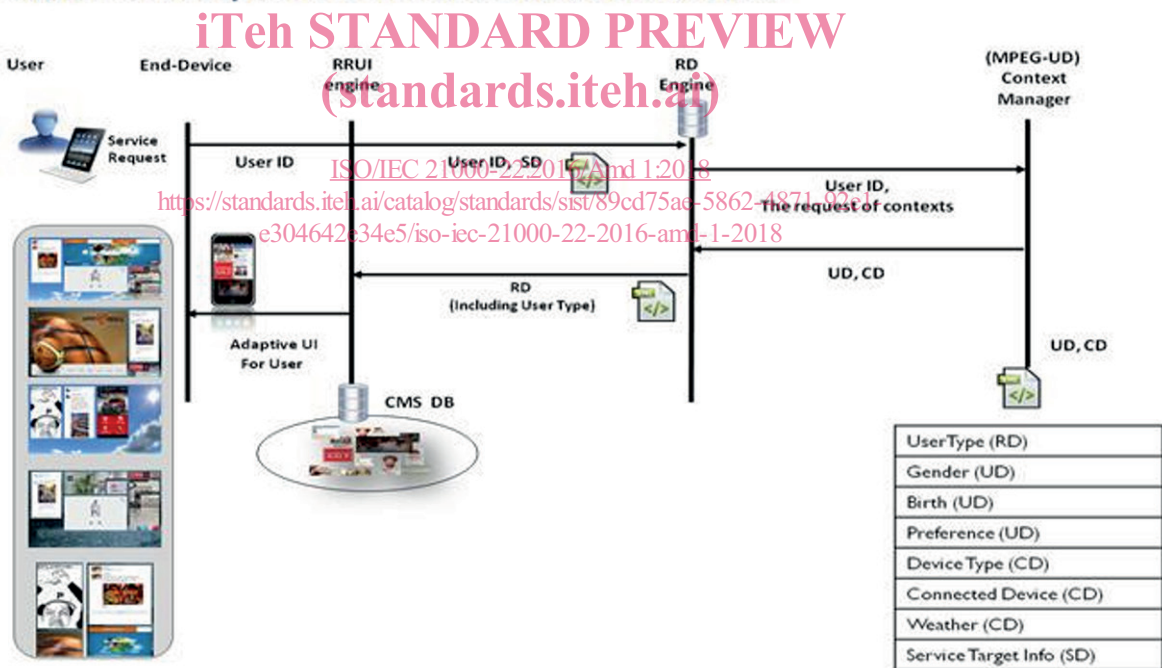 iTeh STANDARD PREVIEW
(standards.iteh.ai)
User
End-Device
RRUI
engine
RD
Engine
(MPEG-UD)
Context
Manager
Service
Request
User ID
User ID, SD
ISO/IEC 21000-22:2016/Amd 1:2018
User ID,
The request of contexts
https://standards.iteh.ai/catalog/standards/sist/89cd75ae-5862-4871-92e1-
e304642c34e5/iso-iec-21000-22-2016-amd-1-2018
UD, CD
RD
(Including User Type)
Adaptive UI
For User
UD, CD
CMS DB
UserType (RD)
Gender (UD)
Birth (UD)
Preference (UD)
Device Type (CD)
Connected Device (CD)
Weather (CD)
Service Target Info (SD)